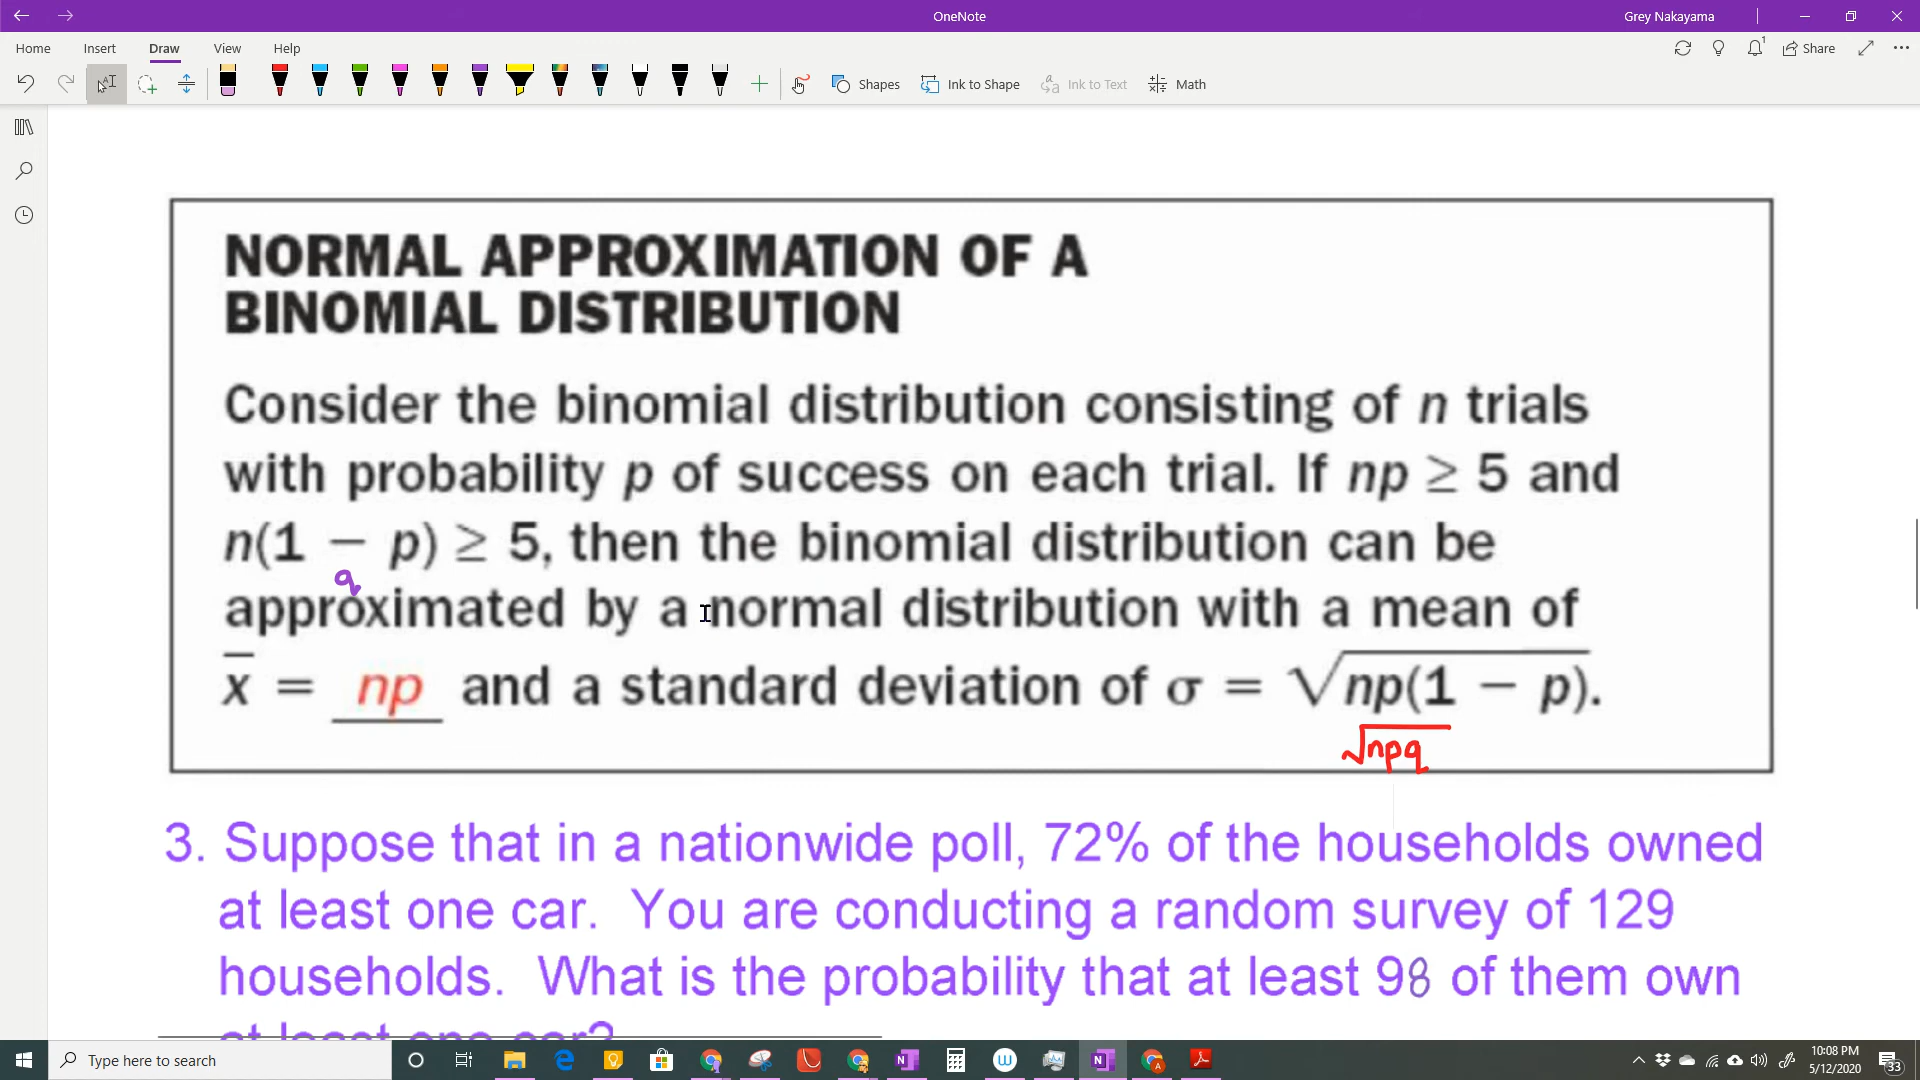 OneNote
Grey Nakayama
Home Insert Draw View Help
Share
Shapes Ink to Shape Ink to Text Math
NORMAL APPROXIMATION OF A
BINOMIAL DISTRIBUTION
Consider the binomial distribution consisting of n trials
with probability p of success on each trial. If np ≥ 5 and
n(1 − p) ≥ 5, then the binomial distribution can be
q
approximated by a normal distribution with a mean of
x̅ = np and a standard deviation of σ = √np(1 − p).
√npq
3. Suppose that in a nationwide poll, 72% of the households owned
at least one car. You are conducting a random survey of 129
households. What is the probability that at least 98 of them own
at least one car?
Type here to search
10:08 PM
5/12/2020
33